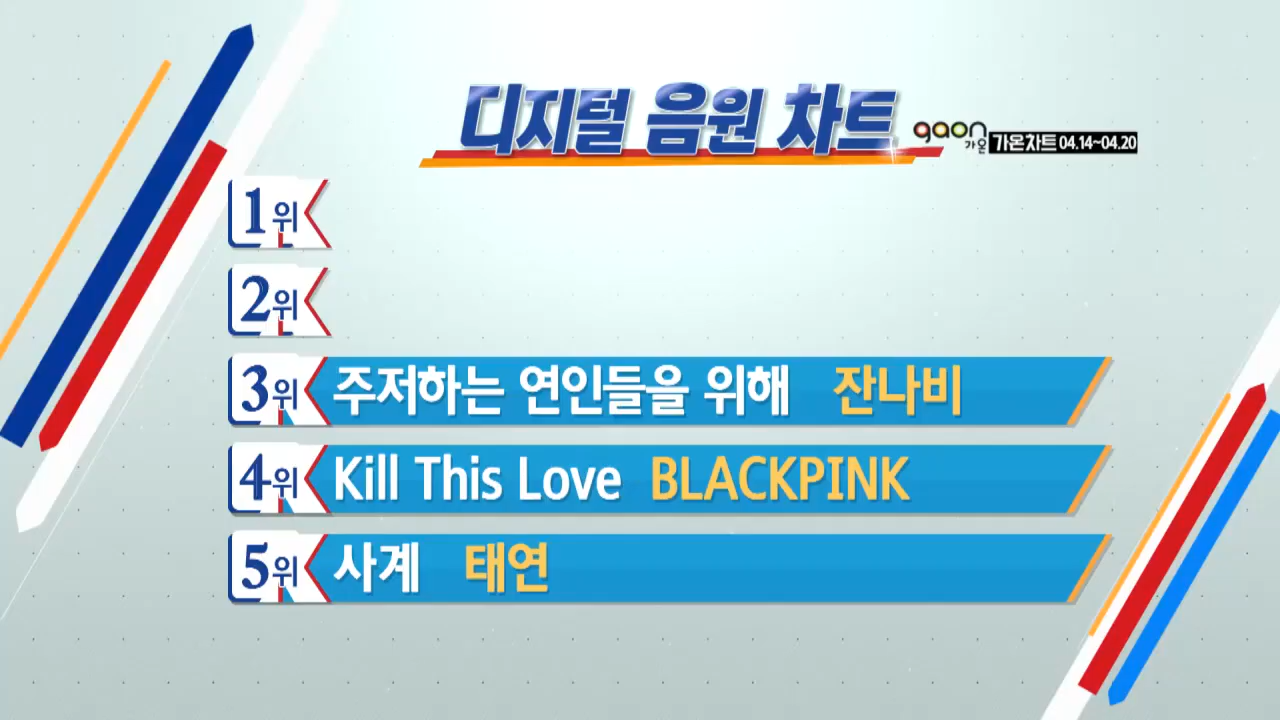 디지털 음원 차트
gaon
가온
가온차트 04.14~04.20
1위
2위
3위 주저하는 연인들을 위해 잔나비
4위 Kill This Love BLACKPINK
5위 사계 태연